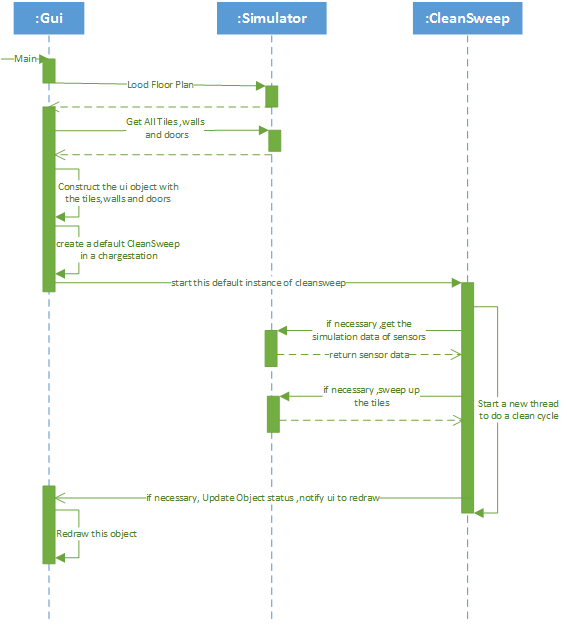 :Gui
:Simulator
:CleanSweep
Main
Lood Floor Plan
Get All Tiles ,walls
and doors
Construct the ui object with
the tiles,walls and doors
create a default CleanSweep
in a chargestation
start this default instance of cleansweep
if necessary ,get the
simulation data of sensors
return sensor data
if necessary ,sweep up
the tiles
Start a new thread
to do a clean cycle
if necessary, Update Object status ,notify ui to redraw
Redraw this object